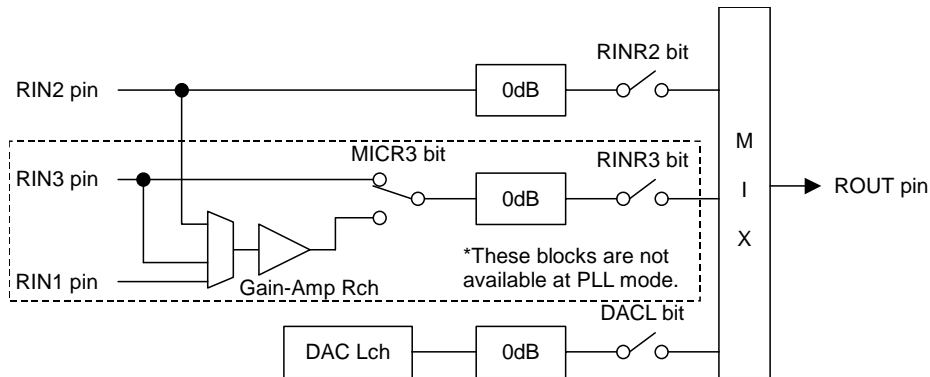 RINR2 bit
RIN2 pin
0dB
MICR3 bit
RINR3 bit
RIN3 pin
0dB
M
I
X
ROUT pin
*These blocks are not
available at PLL mode.
RIN1 pin
Gain-Amp Rch
DACL bit
DAC Lch
0dB